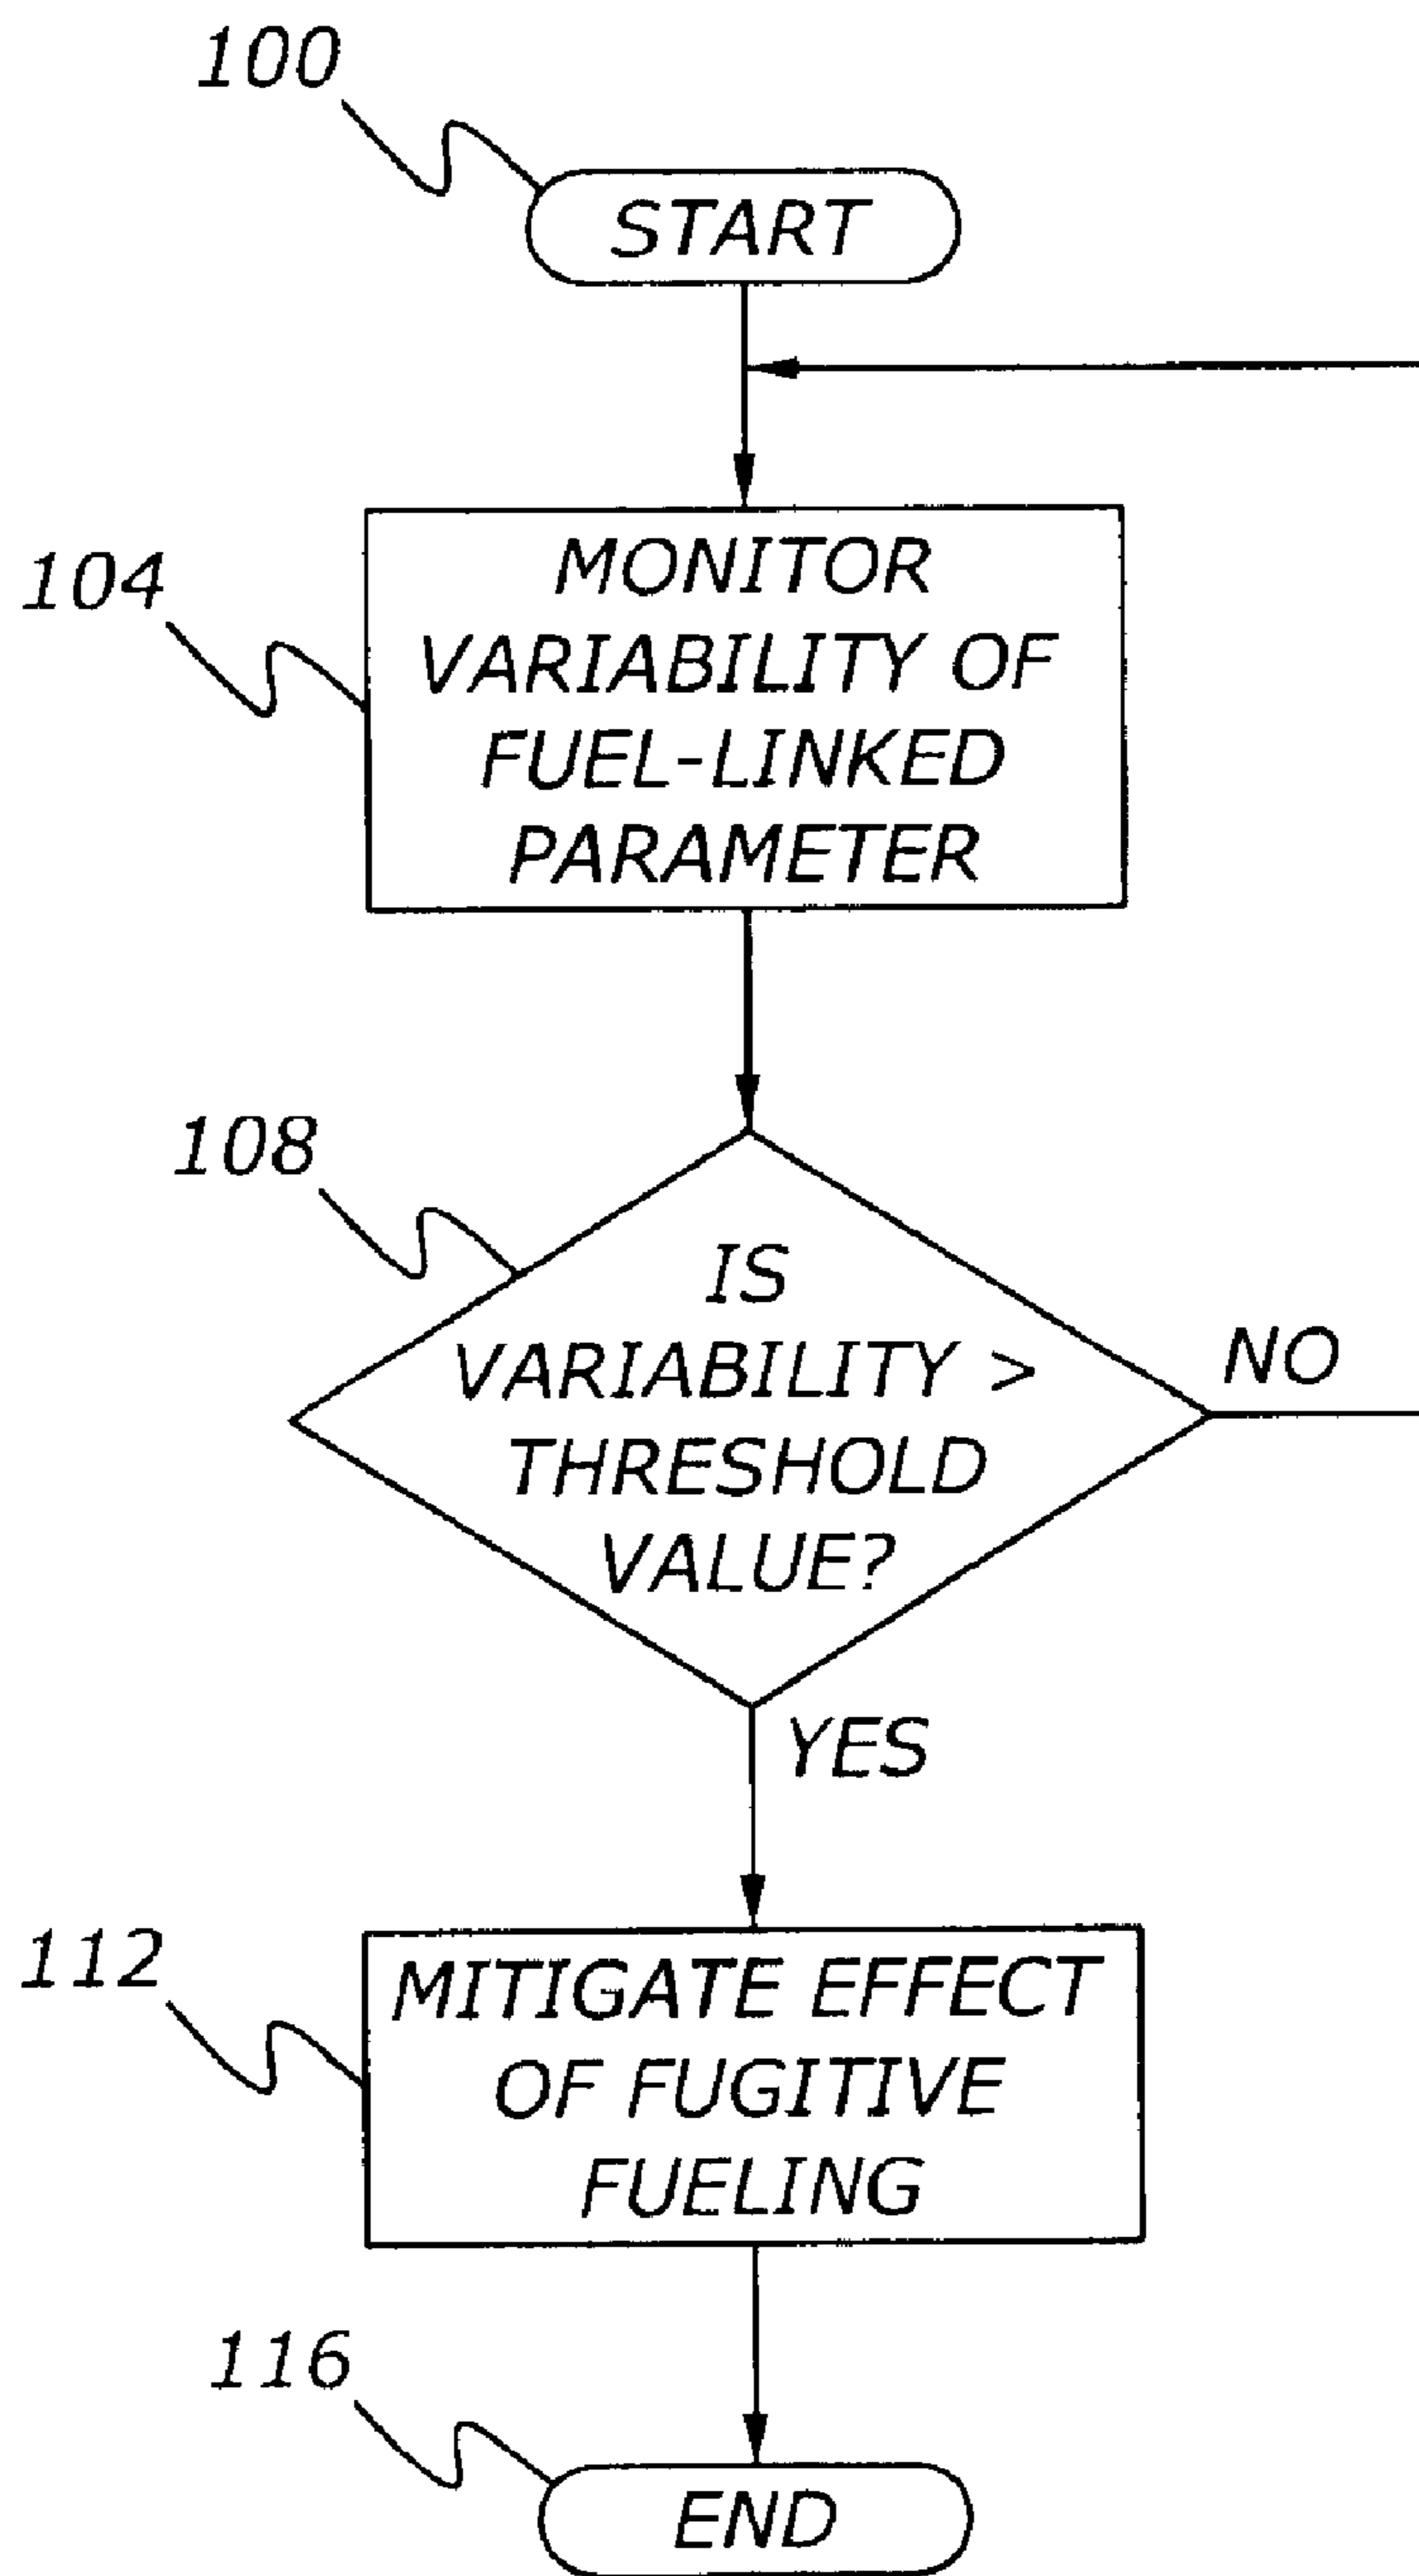 100
START
104
MONITOR
VARIABILITY OF
FUEL-LINKED
PARAMETER
108
IS
VARIABILITY >
THRESHOLD
VALUE?
NO
YES
112
MITIGATE EFFECT
OF FUGITIVE
FUELING
116
END